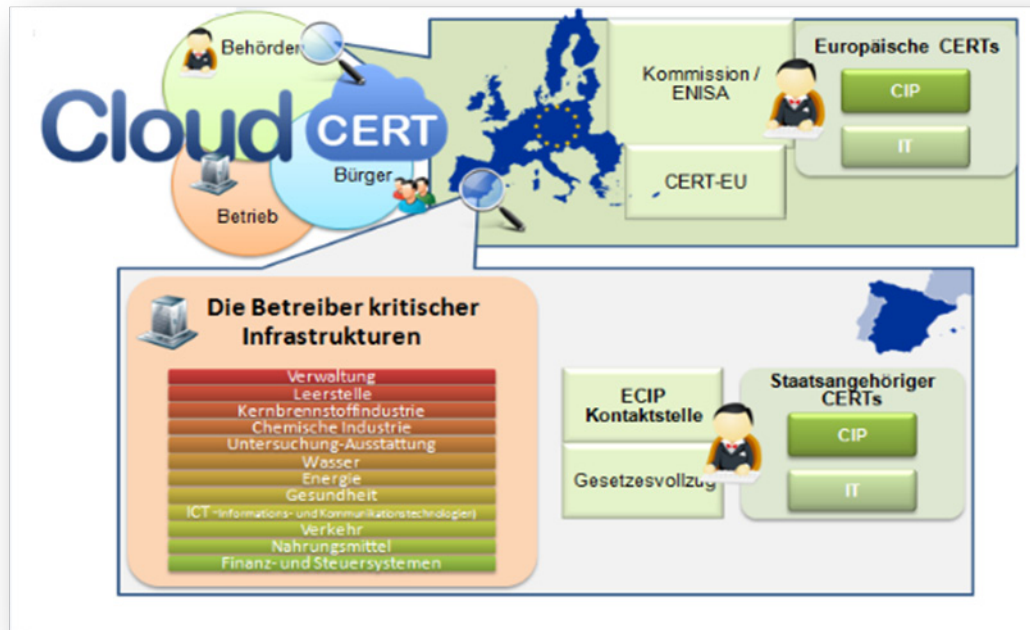 Behörden
Cloud CERT
Bürger
Betrieb
Kommission /
ENISA
CERT-EU
Europäische CERTs
CIP
IT
Die Betreiber kritischer
Infrastrukturen
Verwaltung
Leerstelle
Kernbrennstoffindustrie
Chemische Industrie
Untersuchung-Ausstattung
Wasser
Energie
Gesundheit
ICT -Informations- und Kommunikationstechnologier)
Verkehr
Nahrungsmittel
Finanz- und Steuersystemen
ECIP
Kontaktstelle
Gesetzesvollzug
Staatsangehöriger
CERTs
CIP
IT